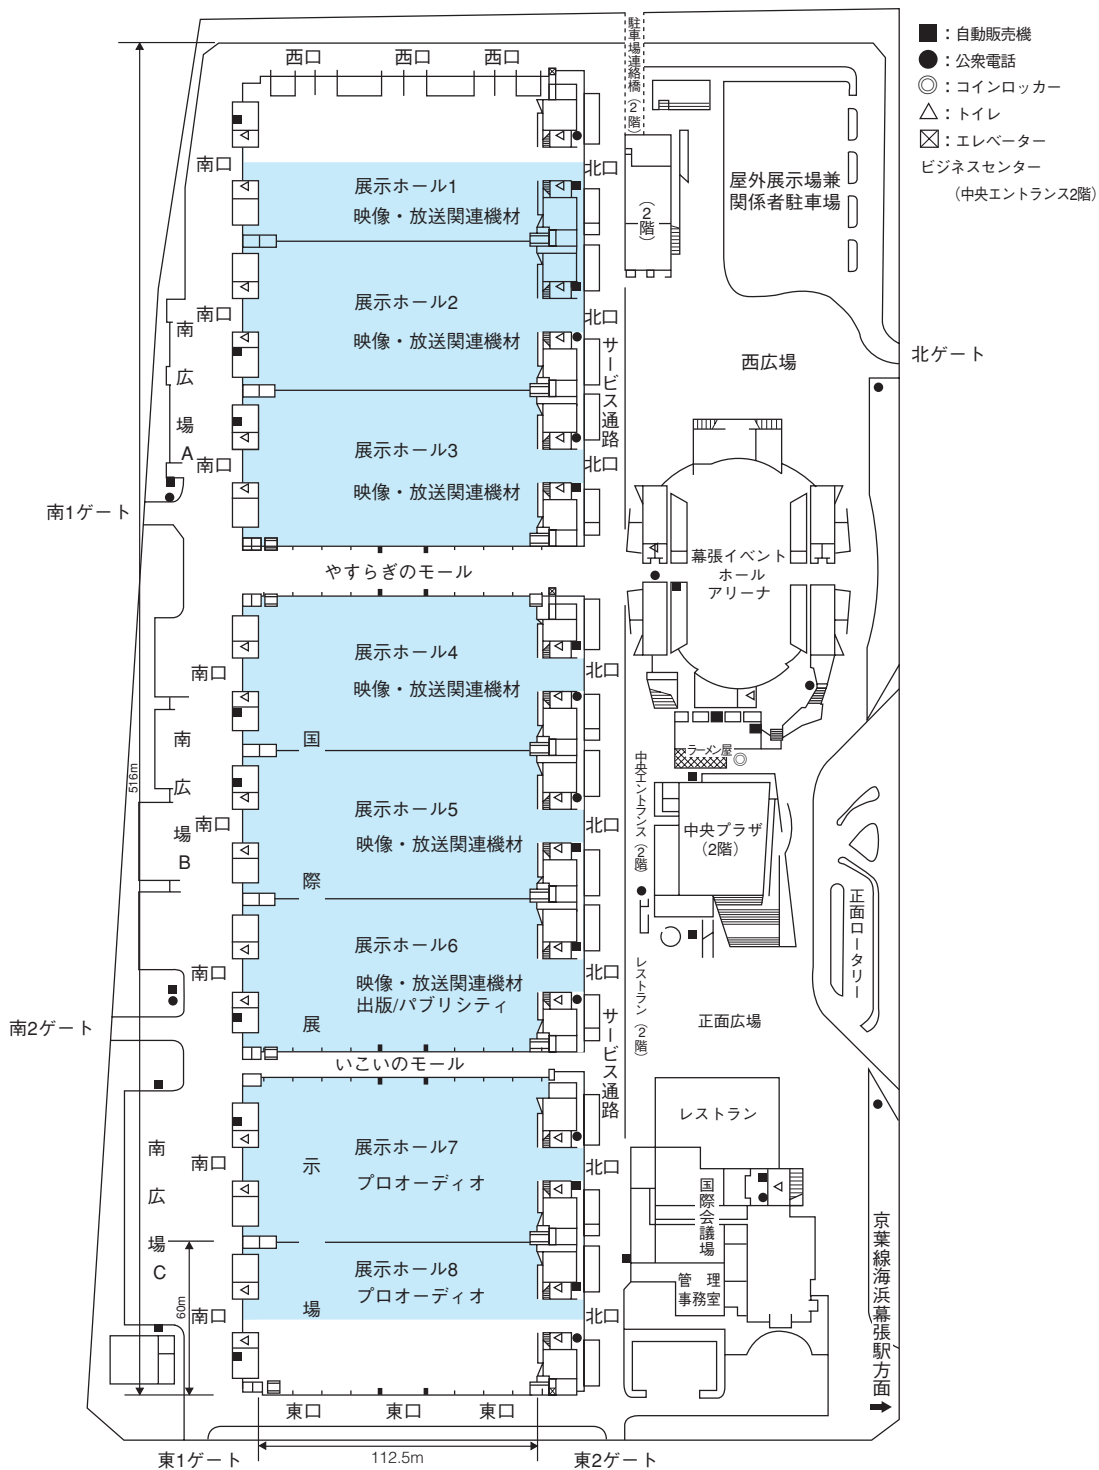 ■：自動販売機
●：公衆電話
◎：コインロッカー
△：トイレ
☒：エレベーター
ビジネスセンター
（中央エントランス2階）
駐車場連絡橋（2階）
西口
西口
西口
南口
北口
展示ホール1
映像・放送関連機材
（2階）
屋外展示場兼
関係者駐車場
展示ホール2
映像・放送関連機材
南口
北口
南広場A
サービス通路
西広場
北ゲート
展示ホール3
映像・放送関連機材
南口
北口
南1ゲート
やすらぎのモール
幕張イベント
ホール
アリーナ
展示ホール4
映像・放送関連機材
南口
北口
516m
南広場B
国際展示場
ラーメン屋
中央エントランス（2階）
中央プラザ
（2階）
展示ホール5
映像・放送関連機材
南口
北口
正面ロータリー
展示ホール6
映像・放送関連機材
出版/パブリシティ
南口
北口
レストラン（2階）
正面広場
南2ゲート
サービス通路
いこいのモール
レストラン
展示ホール7
プロオーディオ
南口
北口
南広場C
国際会議場
管理
事務室
展示ホール8
プロオーディオ
60m
南口
北口
京葉線海浜幕張駅方面
東口
東口
東口
東1ゲート
112.5m
東2ゲート